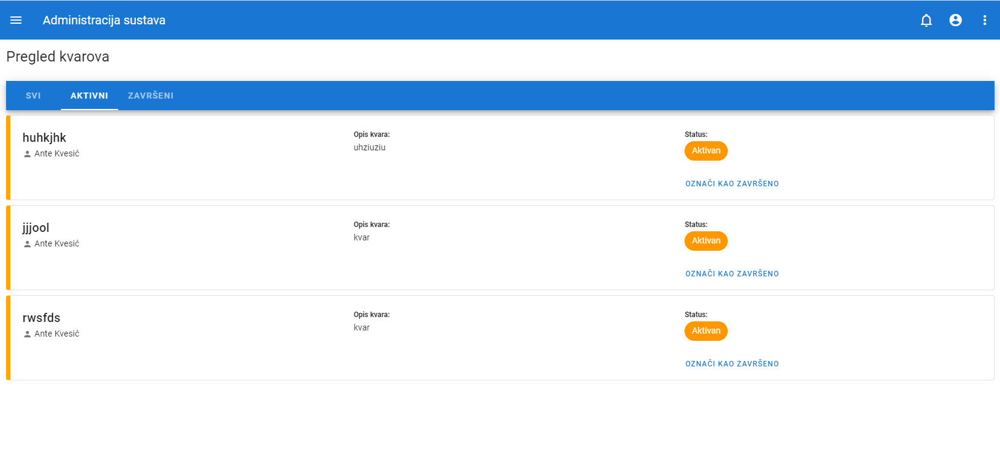 Administracija sustava
Pregled kvarova
SVI AKTIVNI ZAVRŠENI
huhkjhk
Ante Kvesić
Opis kvara:
uhziuziu
Status:
Aktivan
OZNAČI KAO ZAVRŠENO
jjjool
Ante Kvesić
Opis kvara:
kvar
Status:
Aktivan
OZNAČI KAO ZAVRŠENO
rwsfds
Ante Kvesić
Opis kvara:
kvar
Status:
Aktivan
OZNAČI KAO ZAVRŠENO